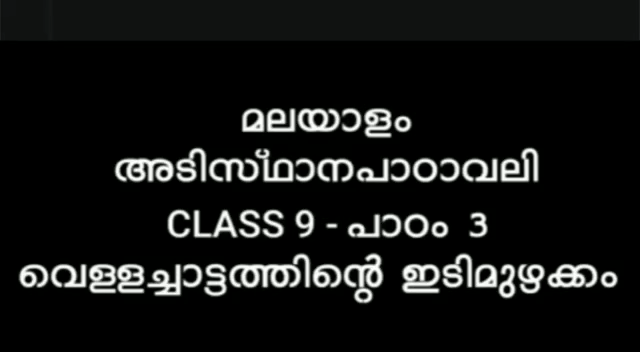 മലയാളം
അടിസ്ഥാനപാഠാവലി
CLASS 9 - പാഠം 3
വെള്ളച്ചാട്ടത്തിന്റെ ഇടിമുഴക്കം